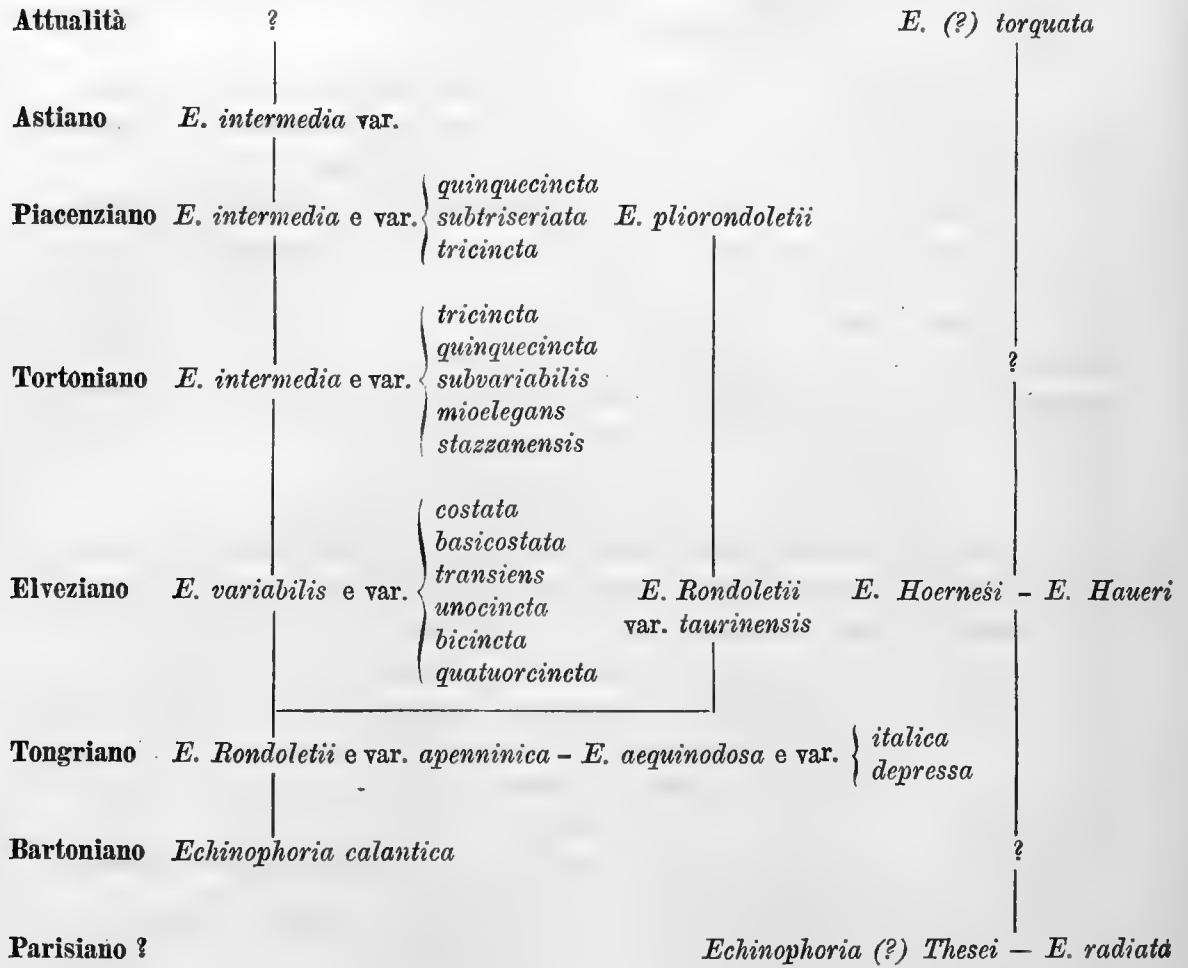 Attualità ? E. (?) torquata
Astiano E. intermedia var.
quinquecincta
Piacenziano E. intermedia e var. subtriseriata E. pliorondoletii
tricincta
tricincta
quinquecincta
?
Tortoniano E. intermedia e var. subvariabilis
mioelegans
stazzanensis
costata
basicostata
transiens
Elveziano E. variabilis e var. E. Rondoletii E. Hoernesi – E. Haueri
unocincta
var. taurinensis
bicincta
quatuorcincta
italica
Tongriano E. Rondoletii e var. apenninica – E. aequinodosa e var.
depressa
Bartoniano Echinophoria calantica ?
Parisiano ? Echinophoria (?) Thesei — E. radiata